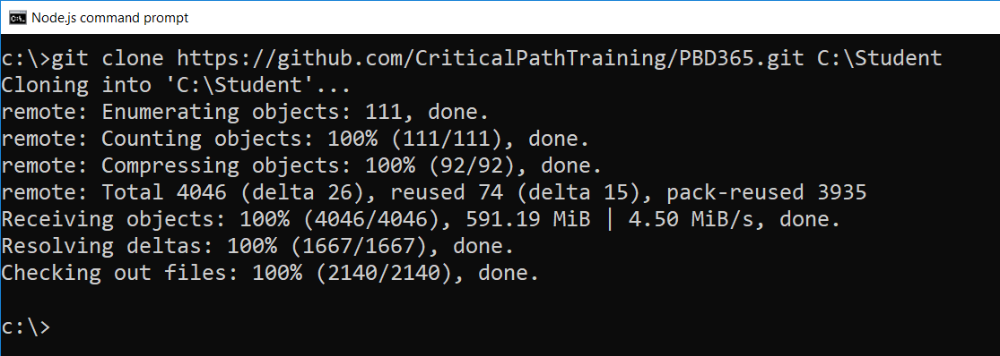 Node.js command prompt
c:\>git clone https://github.com/CriticalPathTraining/PBD365.git C:\Student
Cloning into 'C:\Student'...
remote: Enumerating objects: 111, done.
remote: Counting objects: 100% (111/111), done.
remote: Compressing objects: 100% (92/92), done.
remote: Total 4046 (delta 26), reused 74 (delta 15), pack-reused 3935
Receiving objects: 100% (4046/4046), 591.19 MiB | 4.50 MiB/s, done.
Resolving deltas: 100% (1667/1667), done.
Checking out files: 100% (2140/2140), done.
c:\>